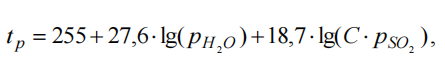 t_p = 255 + 27,6 · lg(p_{H_2O}) + 18,7 · lg(C · p_{SO_2}),